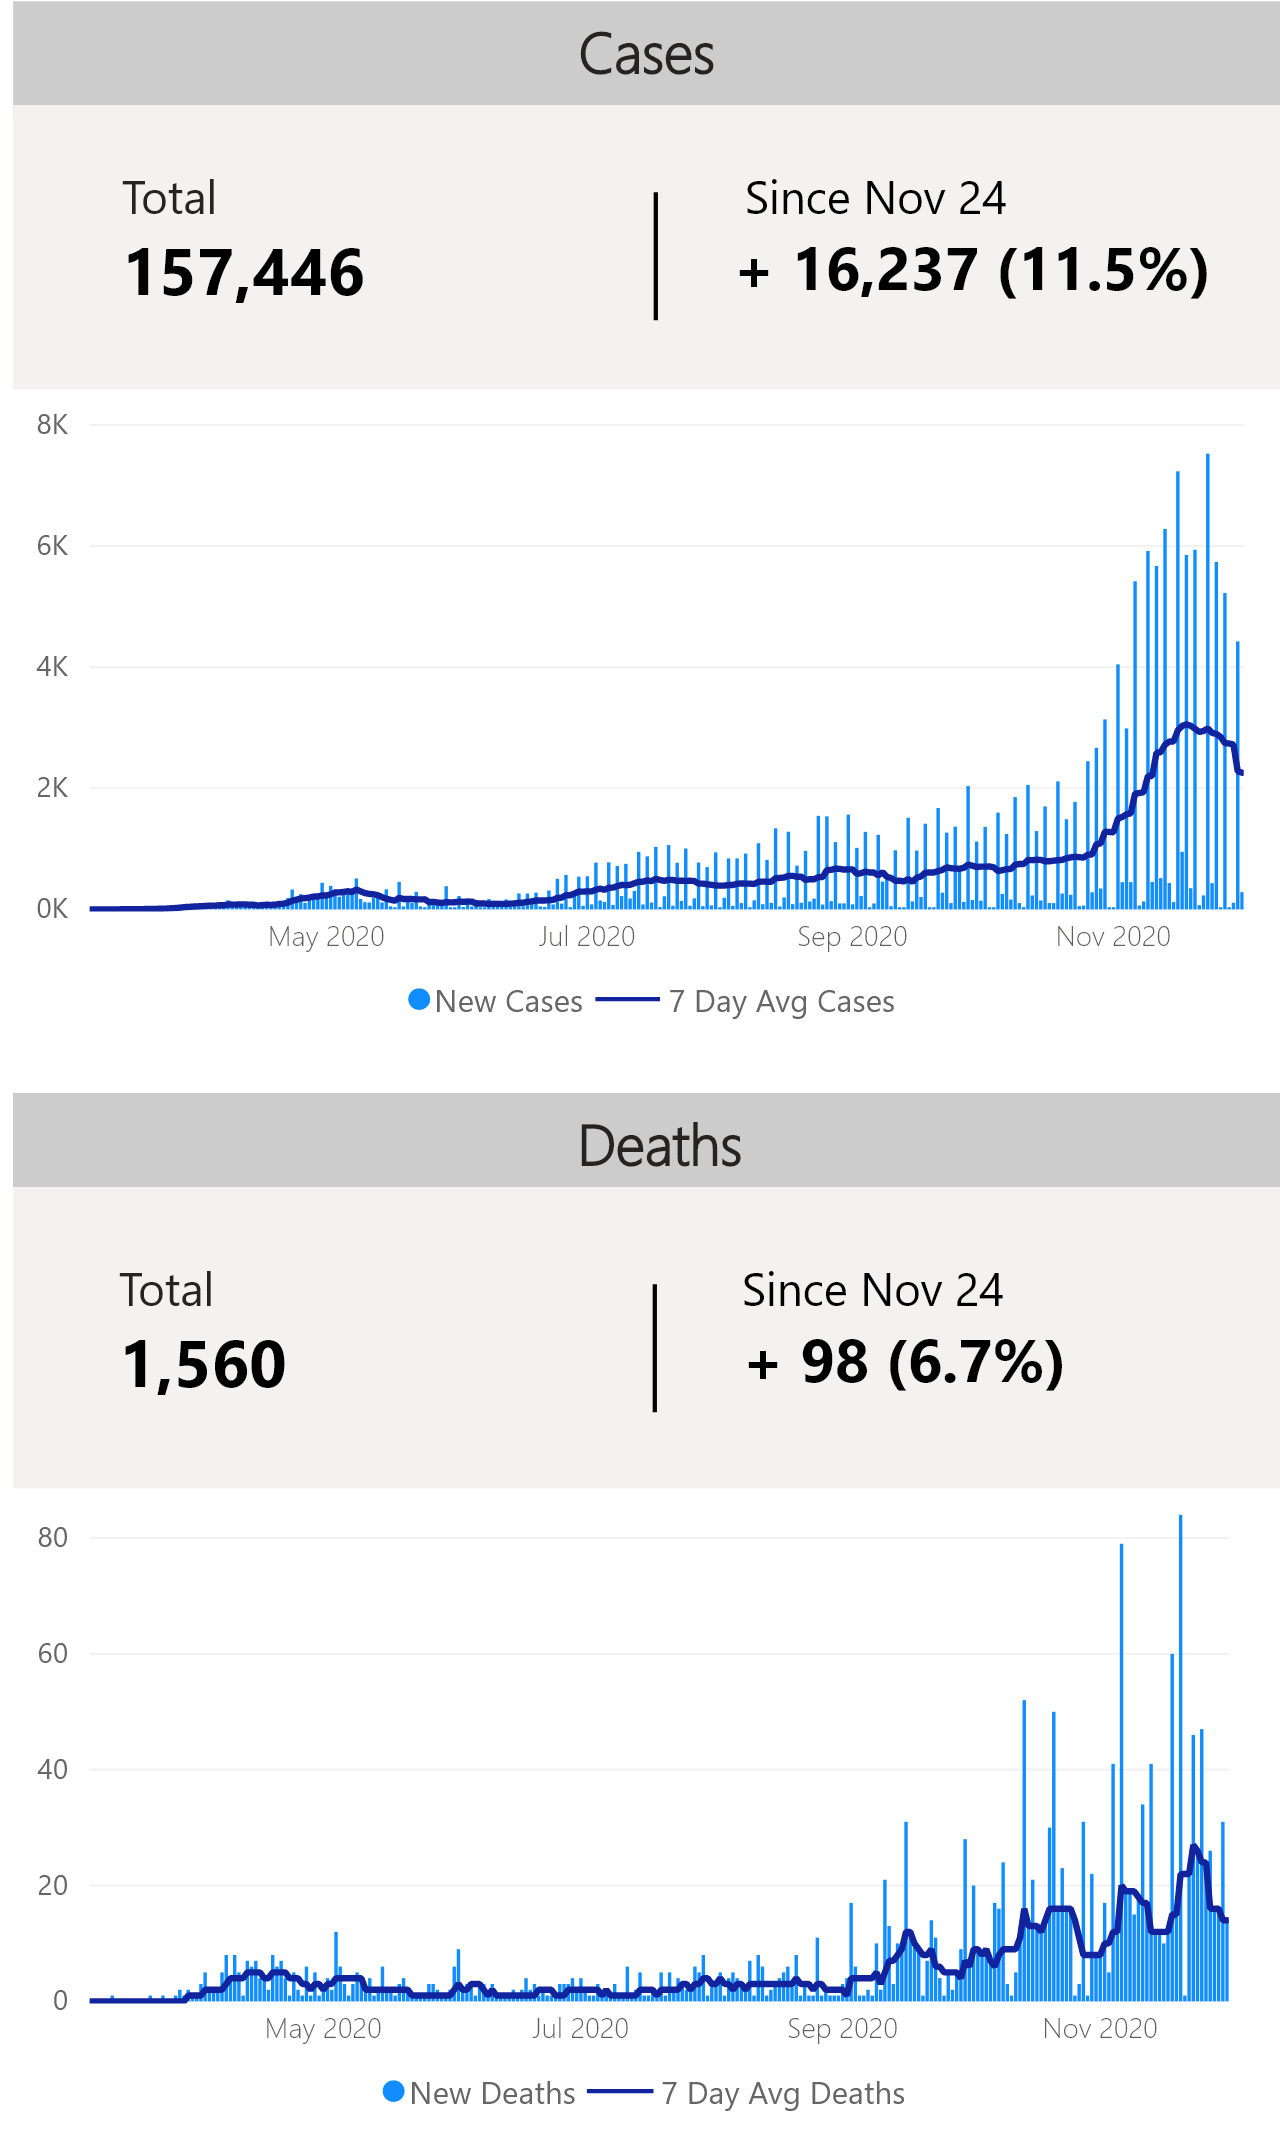 Cases
Total
Since Nov 24
157,446
+ 16,237 (11.5%)
8K
6K
4K
2K
0K
May 2020
Jul 2020
Sep 2020
Nov 2020
New Cases
7 Day Avg Cases
Deaths
Total
Since Nov 24
1,560
+ 98 (6.7%)
80
60
40
20
0
May 2020
Jul 2020
Sep 2020
Nov 2020
New Deaths
7 Day Avg Deaths